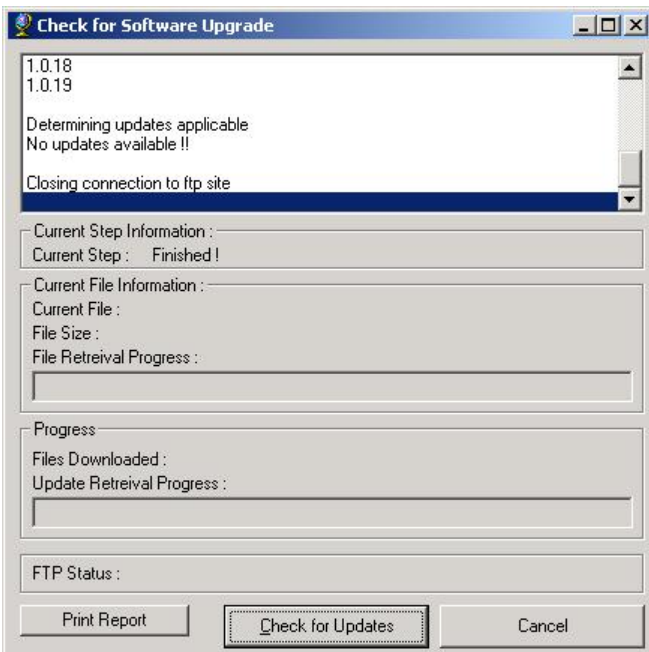 Check for Software Upgrade
1.0.18
1.0.19
Determining updates applicable
No updates available !!
Closing connection to ftp site
Current Step Information :
Current Step : Finished !
Current File Information :
Current File :
File Size :
File Retreival Progress :
Progress
Files Downloaded :
Update Retreival Progress :
FTP Status :
Print Report
Check for Updates
Cancel